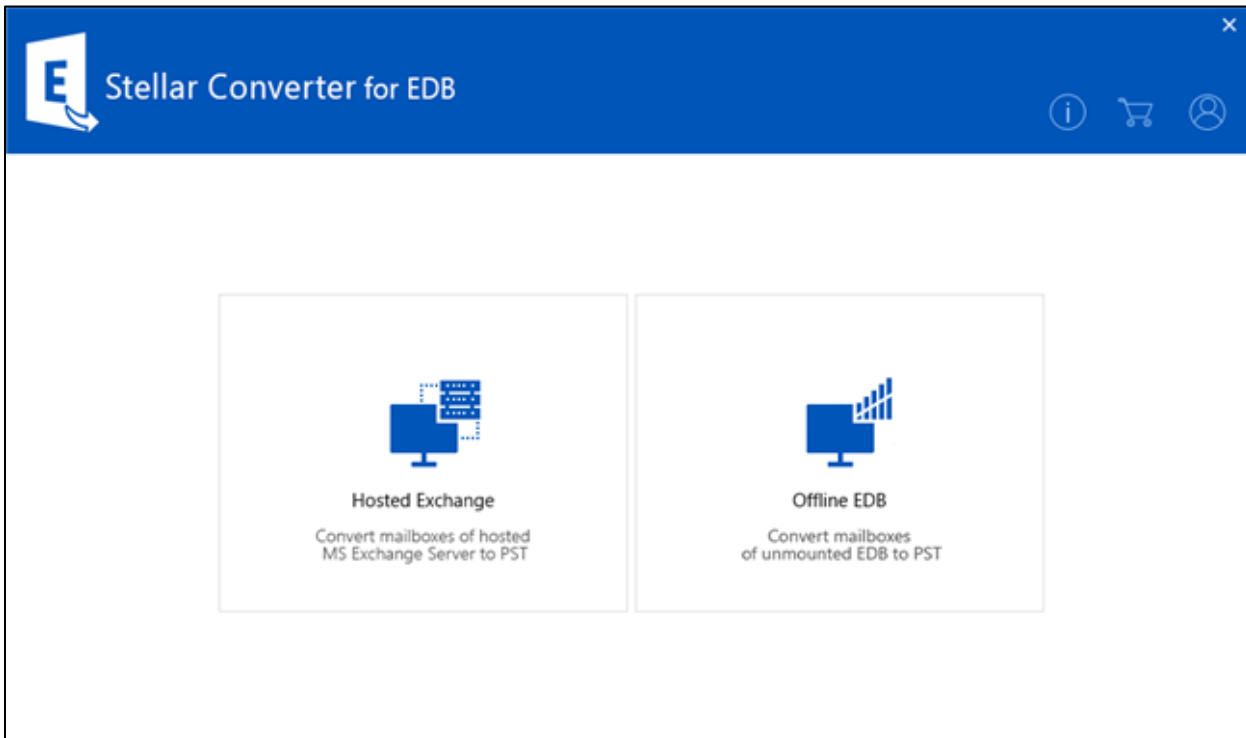 E
Stellar Converter for EDB
i
Hosted Exchange
Convert mailboxes of hosted
MS Exchange Server to PST
Offline EDB
Convert mailboxes
of unmounted EDB to PST